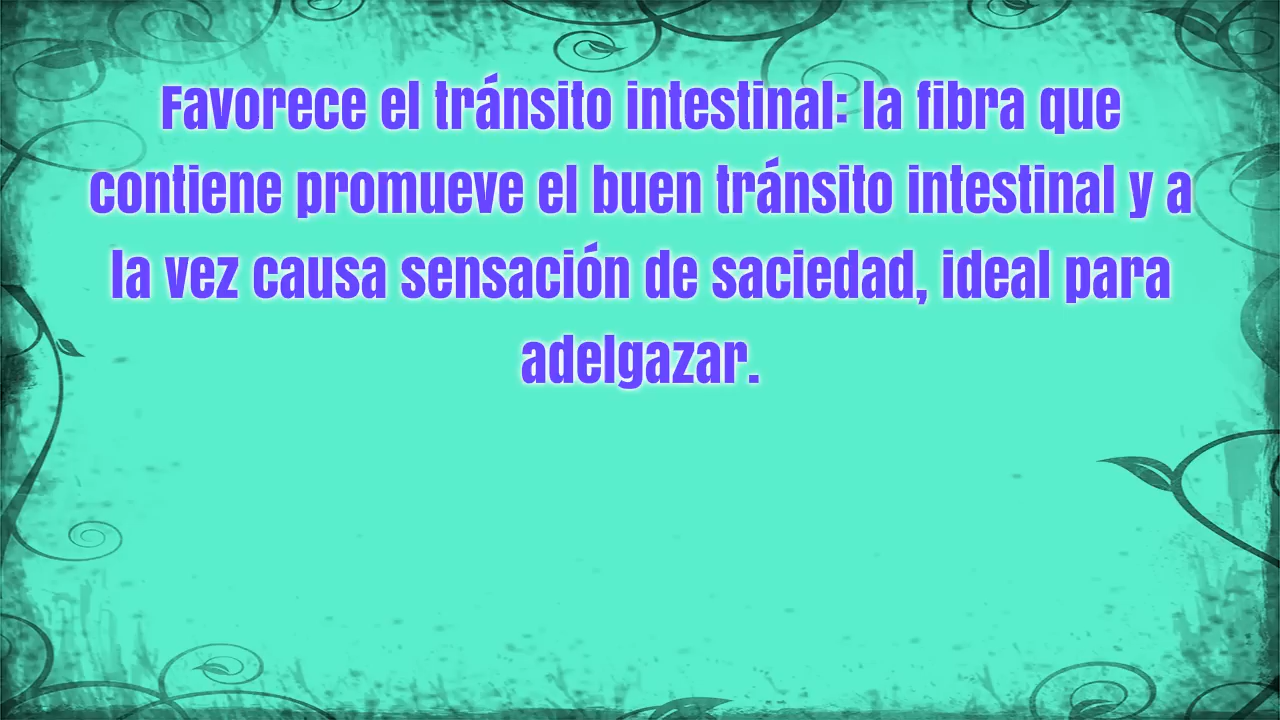 Favorece el tránsito intestinal: la fibra que
contiene promueve el buen tránsito intestinal y a
la vez causa sensación de saciedad, ideal para
adelgazar.